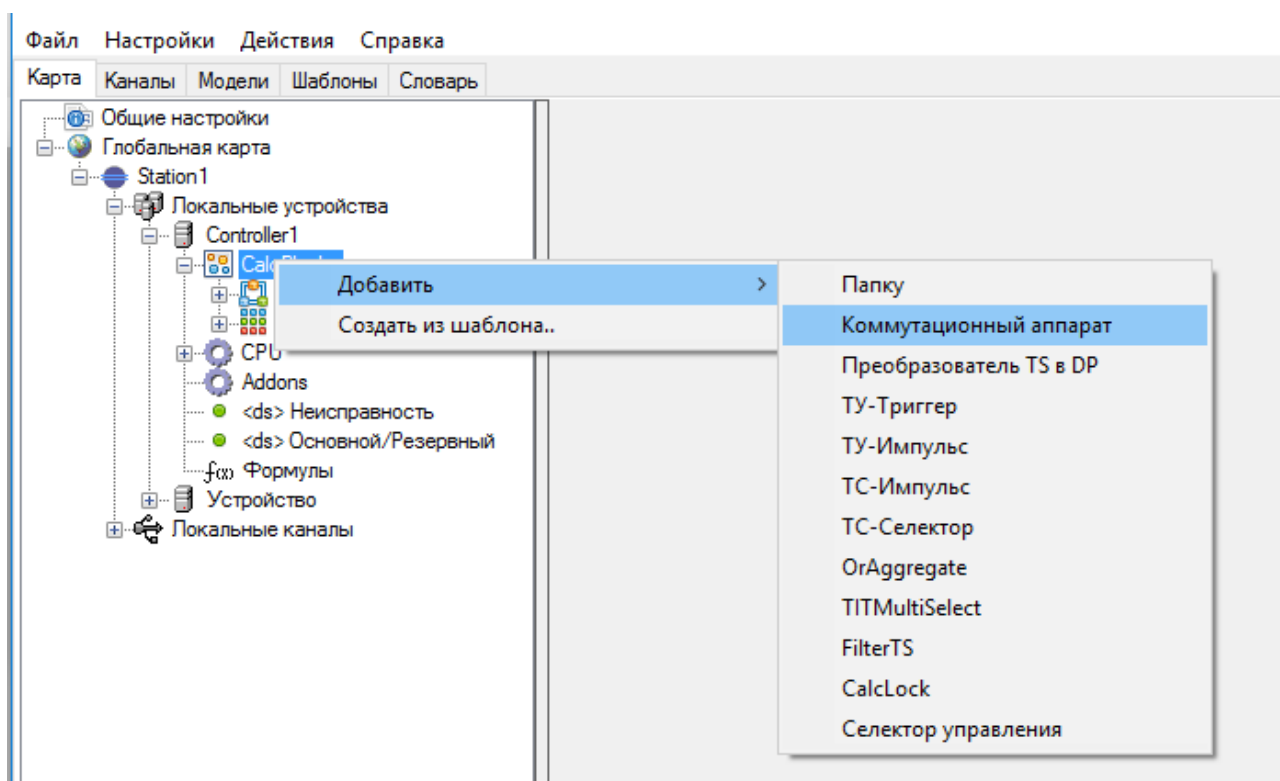 Файл Настройки Действия Справка
Карта Каналы Модели Шаблоны Словарь
Общие настройки
Глобальная карта
Station1
Локальные устройства
Controller1
CPU
Addons
<ds> Неисправность
<ds> Основной/Резервный
Формулы
Устройство
Локальные каналы
Добавить
Создать из шаблона..
Папку
Коммутационный аппарат
Преобразователь TS в DP
ТУ-Триггер
ТУ-Импульс
ТС-Импульс
ТС-Селектор
OrAggregate
TITMultiSelect
FilterTS
CalcLock
Селектор управления